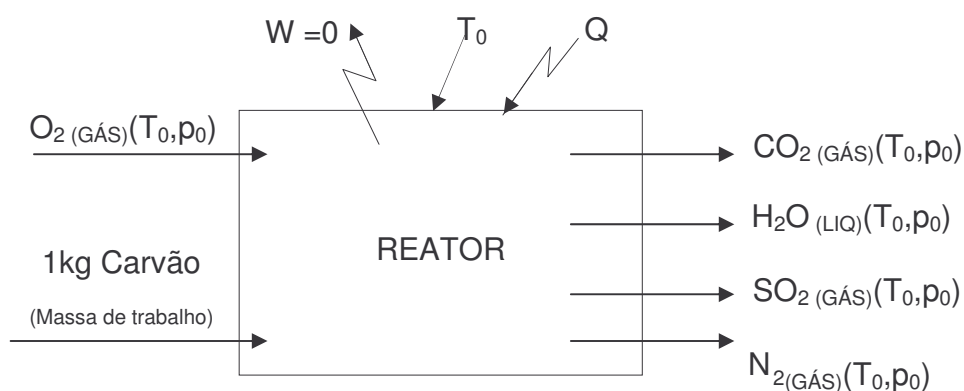 W =0
T₀
Q
O₂ (GÁS)(T₀,p₀)
CO₂ (GÁS)(T₀,p₀)
H₂O (LIQ)(T₀,p₀)
1kg Carvão
REATOR
(Massa de trabalho)
SO₂ (GÁS)(T₀,p₀)
N₂(GÁS)(T₀,p₀)